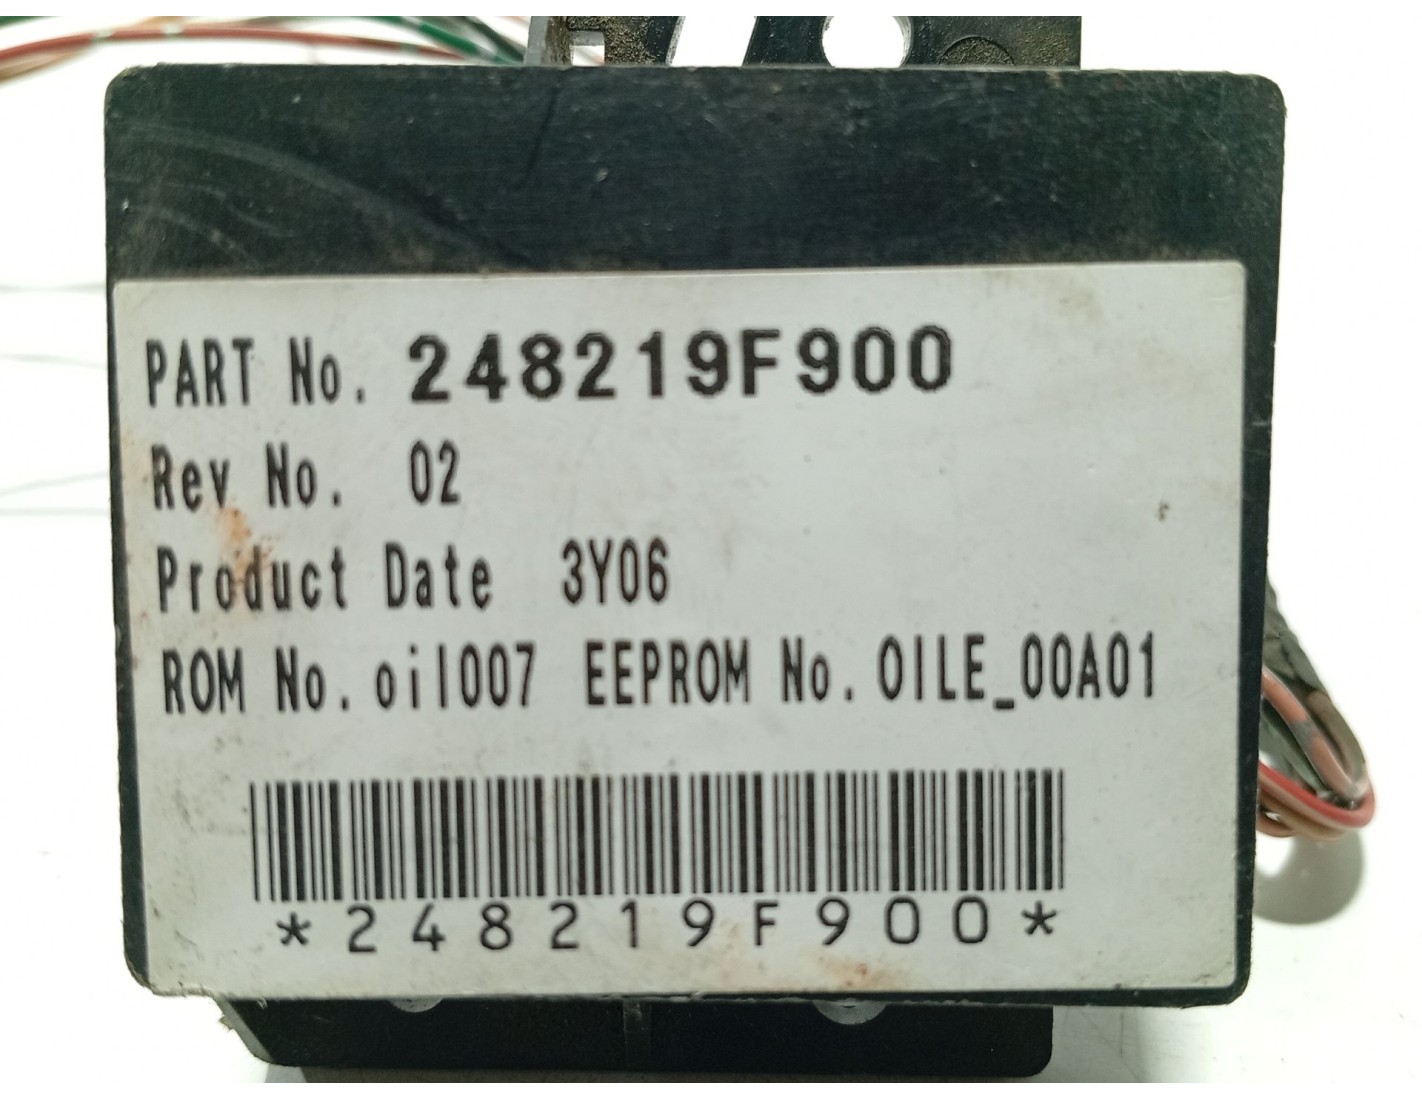 PART No. 248219F900
Rev No. 02
Product Date 3Y06
ROM No. oil007 EEPROM No. OILE_00A01
*248219F900*